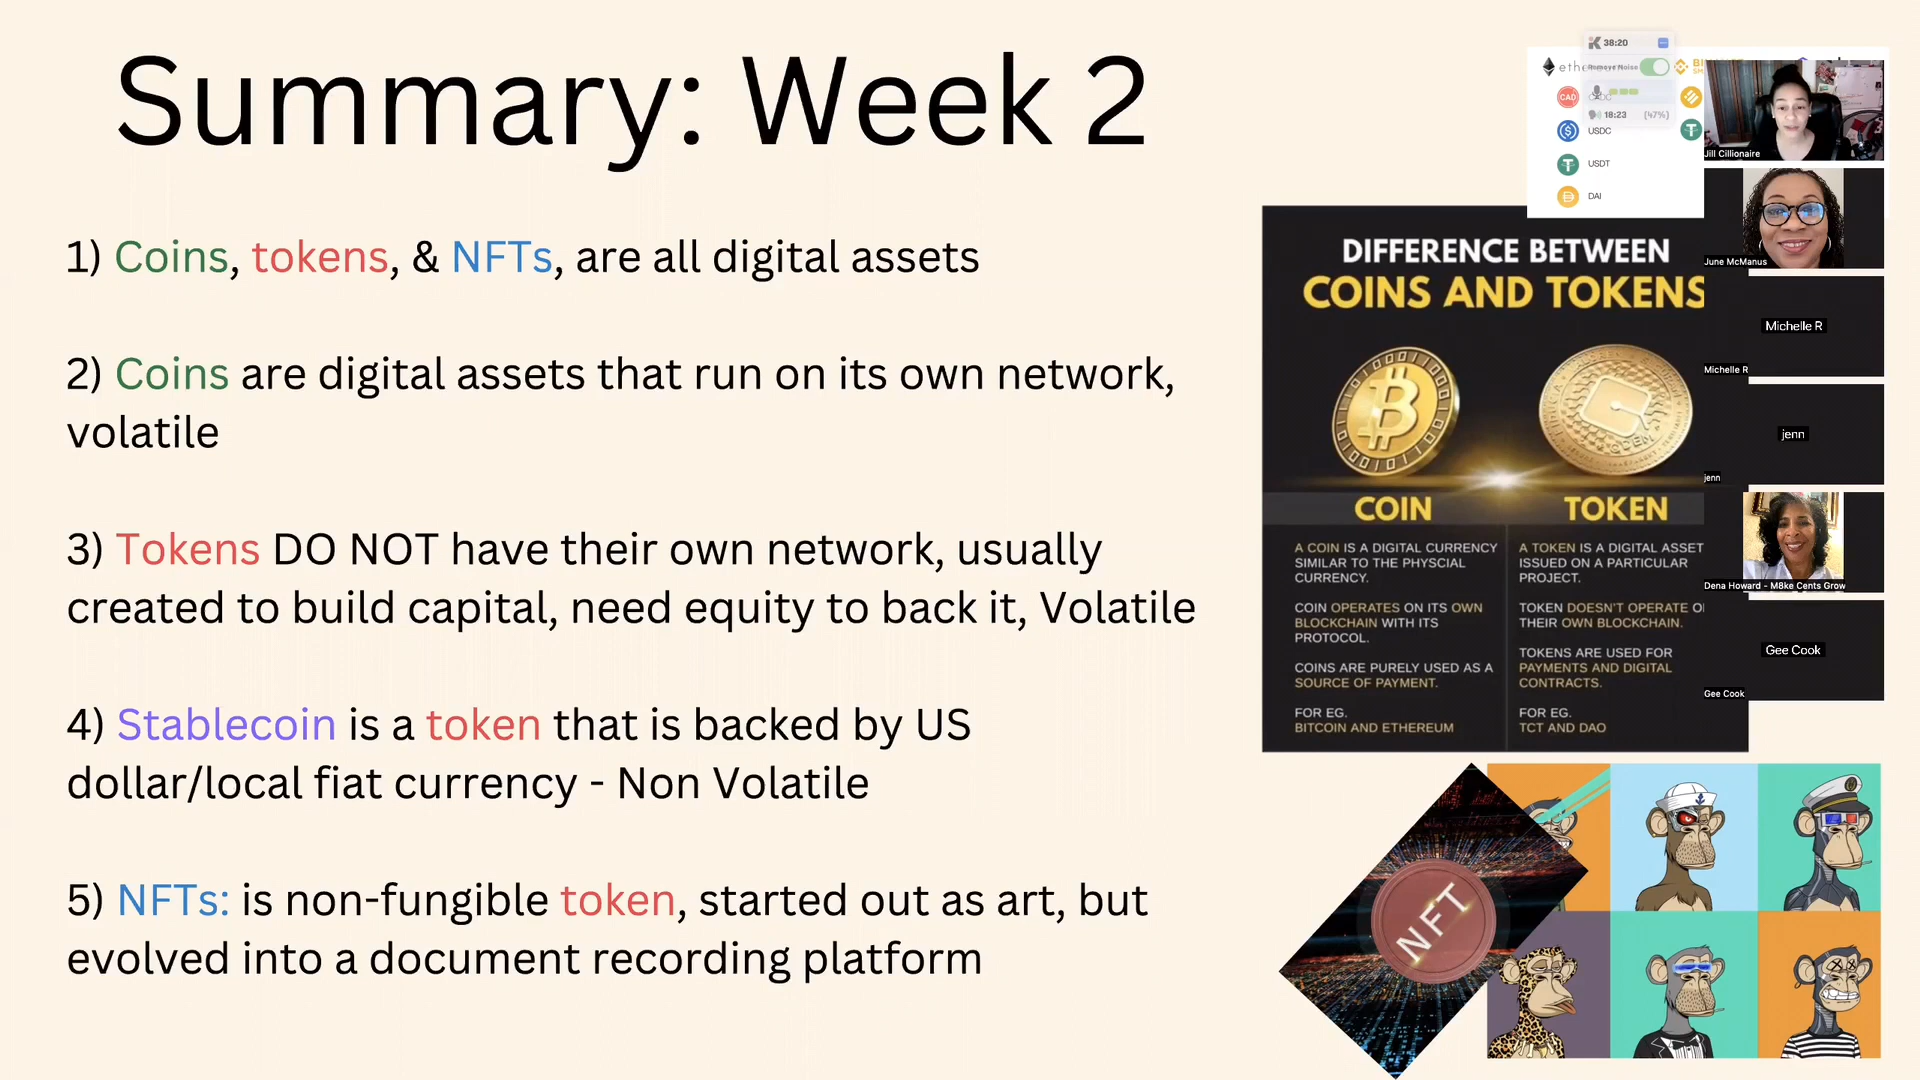 Summary: Week 2
1) Coins, tokens, & NFTs, are all digital assets
2) Coins are digital assets that run on its own network,
volatile
3) Tokens DO NOT have their own network, usually
created to build capital, need equity to back it, Volatile
4) Stablecoin is a token that is backed by US
dollar/local fiat currency - Non Volatile
5) NFTs: is non-fungible token, started out as art, but
evolved into a document recording platform
38:20
Remove Noise
18:23 (47%)
CAD
USDC
USDT
DAI
DIFFERENCE BETWEEN
COINS AND TOKENS
COIN
A COIN IS A DIGITAL CURRENCY
SIMILAR TO THE PHYSCIAL
CURRENCY.
COIN OPERATES ON ITS OWN
BLOCKCHAIN WITH ITS
PROTOCOL.
COINS ARE PURELY USED AS A
SOURCE OF PAYMENT.
FOR EG.
BITCOIN AND ETHEREUM
TOKEN
A TOKEN IS A DIGITAL ASSET
ISSUED ON A PARTICULAR
PROJECT.
TOKEN DOESN'T OPERATE
THEIR OWN BLOCKCHAIN.
TOKENS ARE USED FOR
PAYMENTS AND DIGITAL
CONTRACTS.
FOR EG.
TCT AND DAO
NFT
Jill Cillionaire
June McManus
Michelle R
Michelle R
jenn
jenn
Dena Howard - M8ke Cents Grow
Gee Cook
Gee Cook